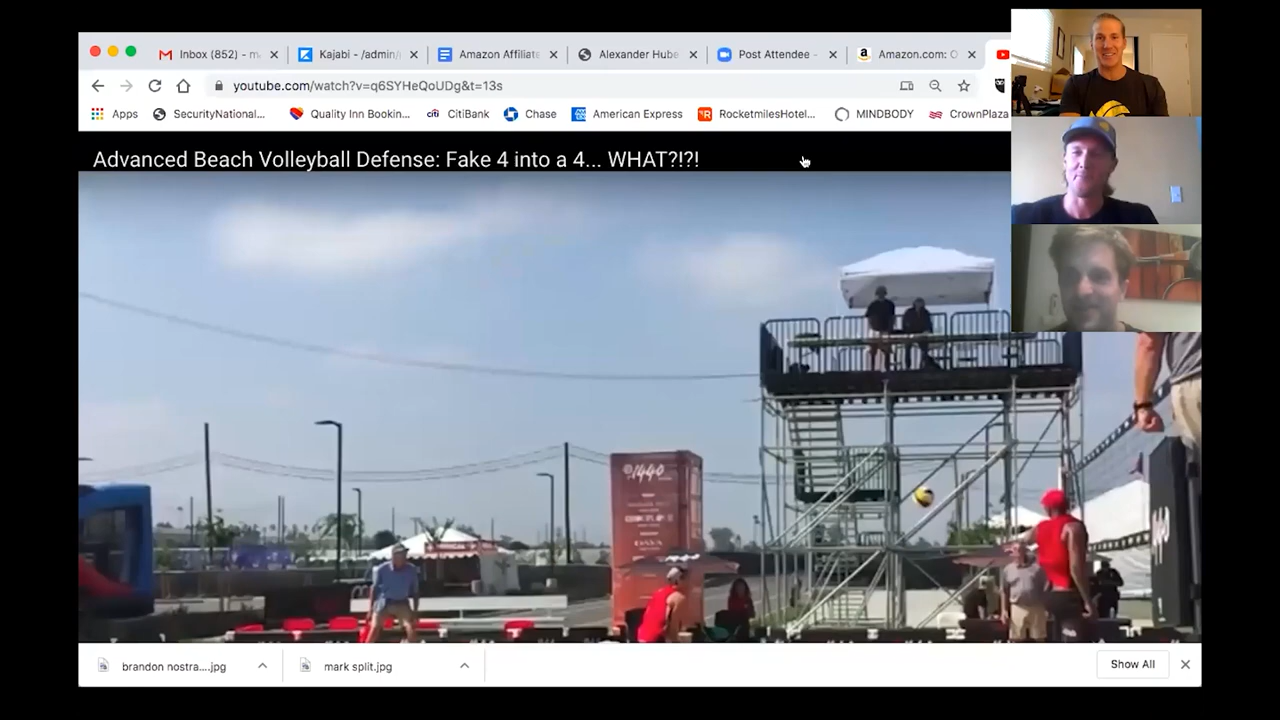 Inbox (852) - m
Kajabi - /admin/
Amazon Affiliate
Alexander Hube
Post Attendee -
Amazon.com: O
youtube.com/watch?v=q6SYHeQoUDg&t=13s
Apps
SecurityNational...
Quality Inn Bookin...
citi CitiBank
Chase
American Express
RocketmilesHotel...
MINDBODY
CrownPlaza
Advanced Beach Volleyball Defense: Fake 4 into a 4... WHAT?!?!
1440
brandon nostra....jpg
mark split.jpg
Show All